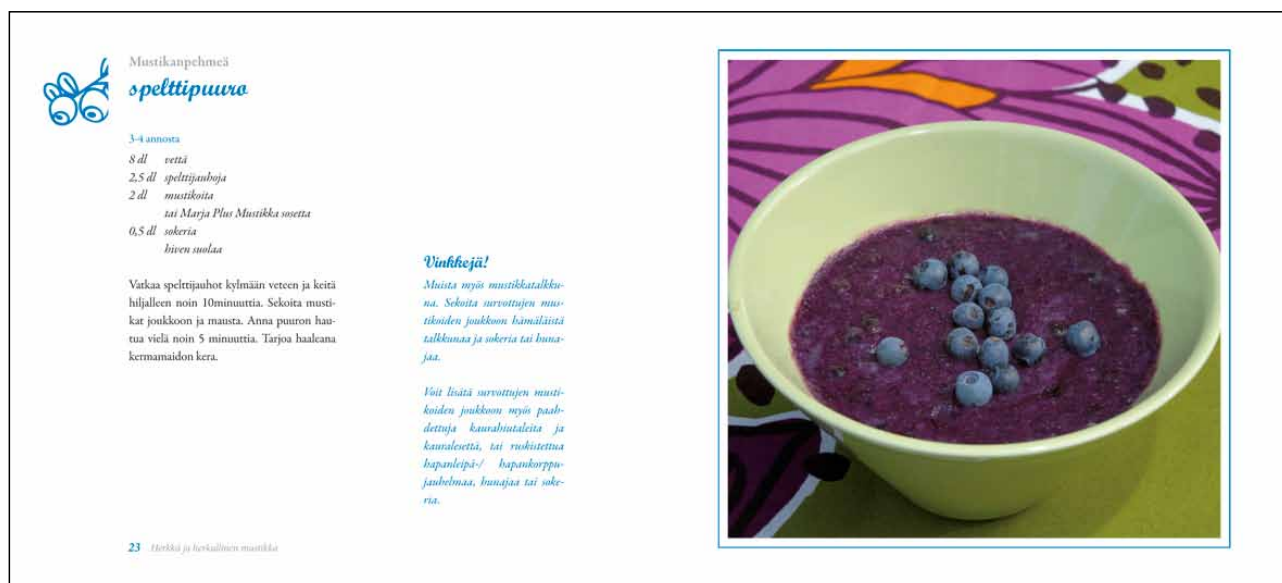 Mustikanpehmeä
spelttipuuro
3-4 annosta
8 dl vettä
2,5 dl spelttijauhoja
2 dl mustikoita
tai Marja Plus Mustikka sosetta
0,5 dl sokeria
hiven suolaa
Vatkaa spelttijauhot kylmään veteen ja keitä
hiljalleen noin 10minuuttia. Sekoita musti-
kat joukkoon ja mausta. Anna puuron hau-
tua vielä noin 5 minuuttia. Tarjoa haaleana
kermamaidon kera.
Vinkkejä!
Muista myös mustikkatalkku-
na. Sekoita survottujen mus-
tikoiden joukkoon hämäläistä
talkkunaa ja sokeria tai huna-
jaa.
Voit lisätä survottujen musti-
koiden joukkoon myös paah-
dettuja kaurahiutaleita ja
kauralesettä, tai ruskistettua
hapanleipä-/ hapankorppu-
jauhelmaa, hunajaa tai soke-
ria.
23 Herkkä ja herkullinen mustikka